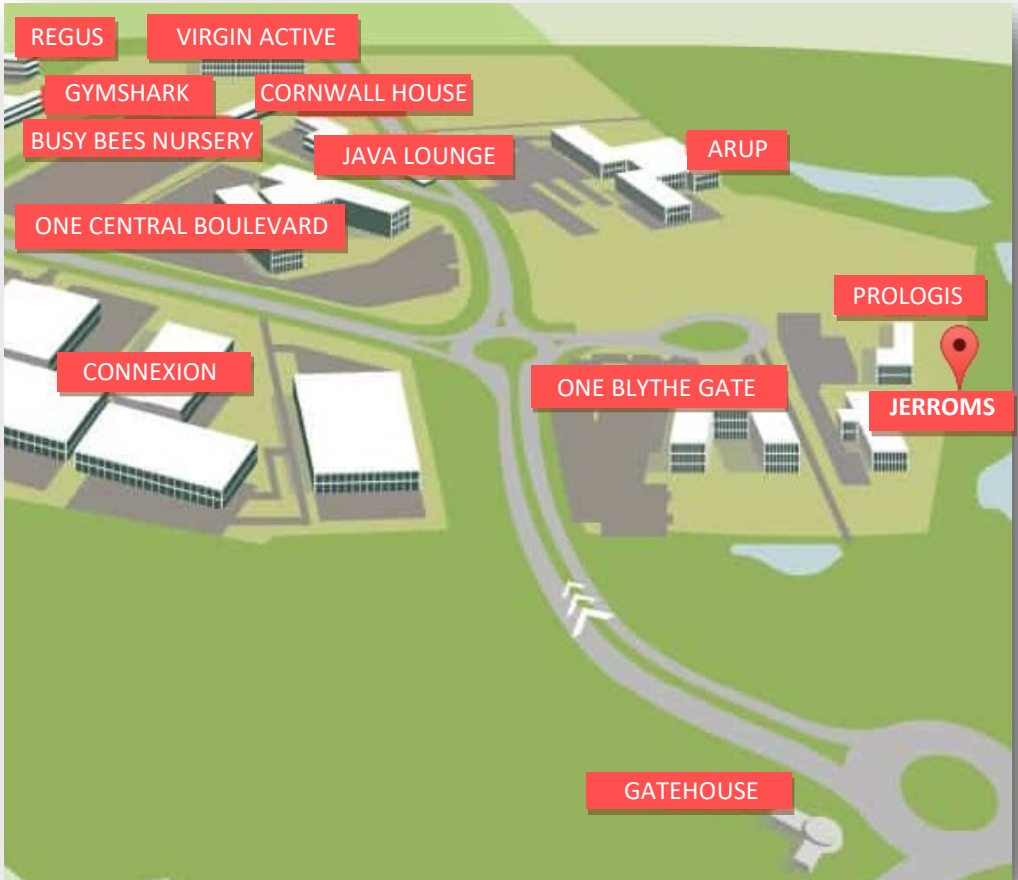 REGUS
VIRGIN ACTIVE
GYMSHARK
CORNWALL HOUSE
BUSY BEES NURSERY
JAVA LOUNGE
ARUP
ONE CENTRAL BOULEVARD
PROLOGIS
CONNEXION
ONE BLYTHE GATE
JERROMS
GATEHOUSE